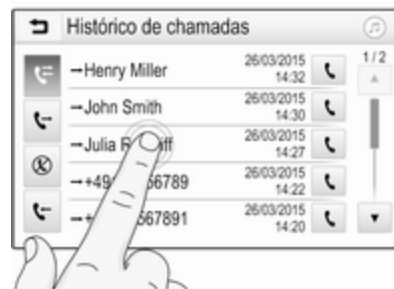 Histórico de chamadas
1/2
→Henry Miller 26/03/2015 14:32
→John Smith 26/03/2015 14:30
→Julia 26/03/2015 14:27
26/03/2015 14:22
26/03/2015 14:20